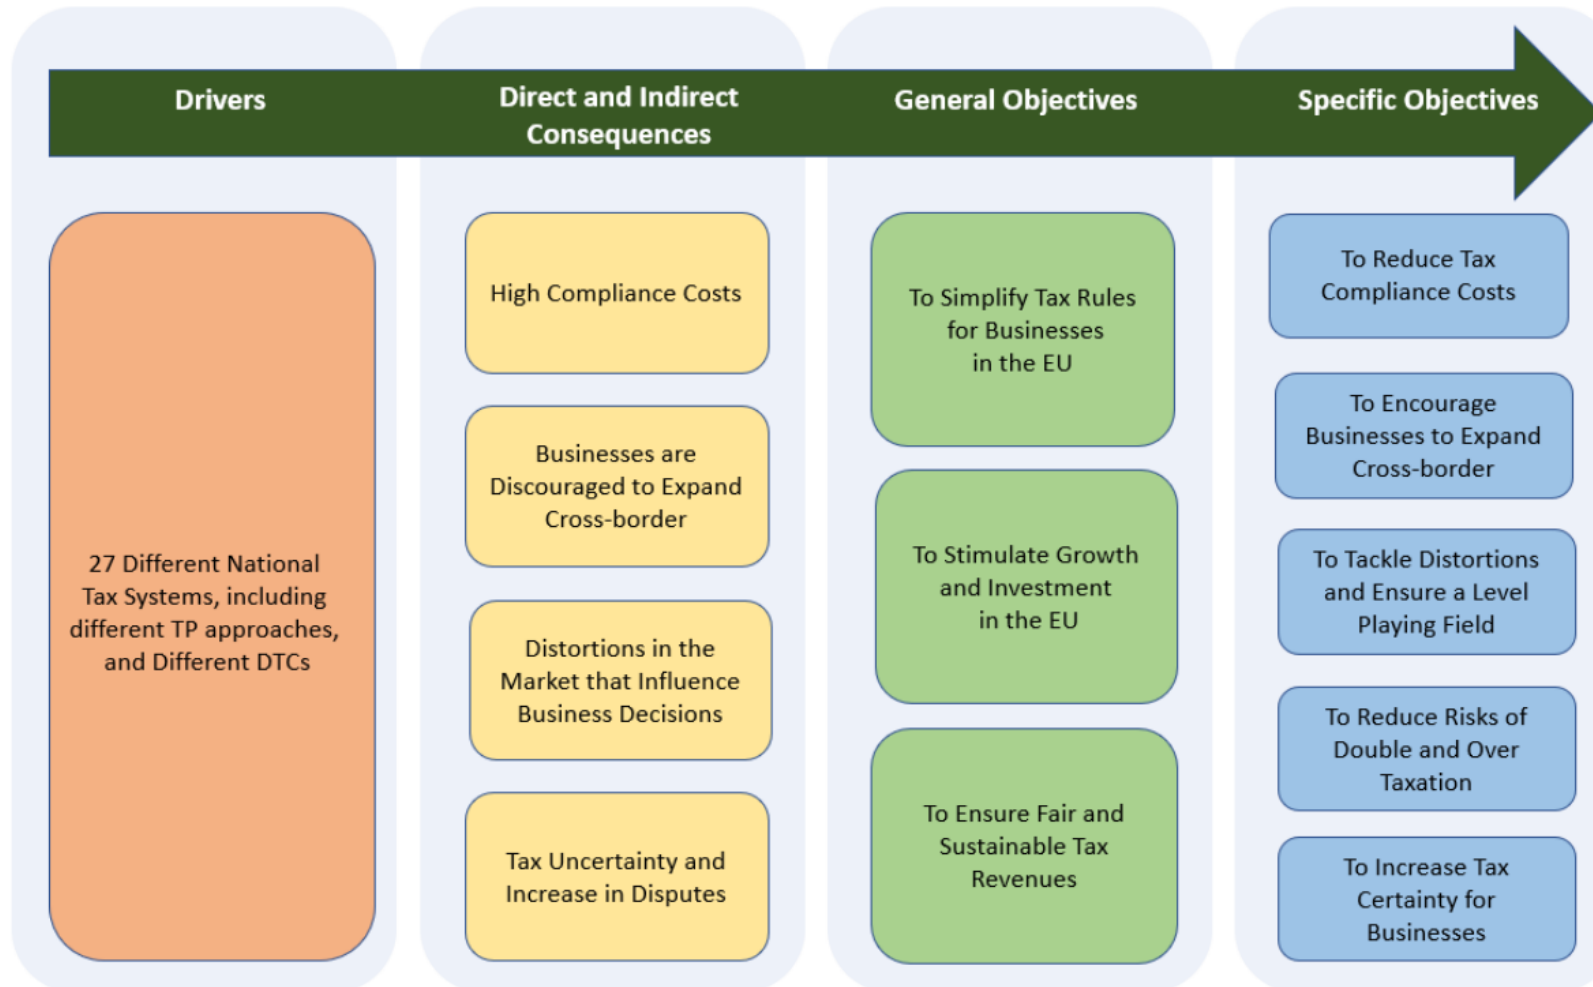 Drivers
Direct and Indirect
Consequences
General Objectives
Specific Objectives
27 Different National
Tax Systems, including
different TP approaches,
and Different DTCs
High Compliance Costs
Businesses are
Discouraged to Expand
Cross-border
Distortions in the
Market that Influence
Business Decisions
Tax Uncertainty and
Increase in Disputes
To Simplify Tax Rules
for Businesses
in the EU
To Stimulate Growth
and Investment
in the EU
To Ensure Fair and
Sustainable Tax
Revenues
To Reduce Tax
Compliance Costs
To Encourage
Businesses to Expand
Cross-border
To Tackle Distortions
and Ensure a Level
Playing Field
To Reduce Risks of
Double and Over
Taxation
To Increase Tax
Certainty for
Businesses